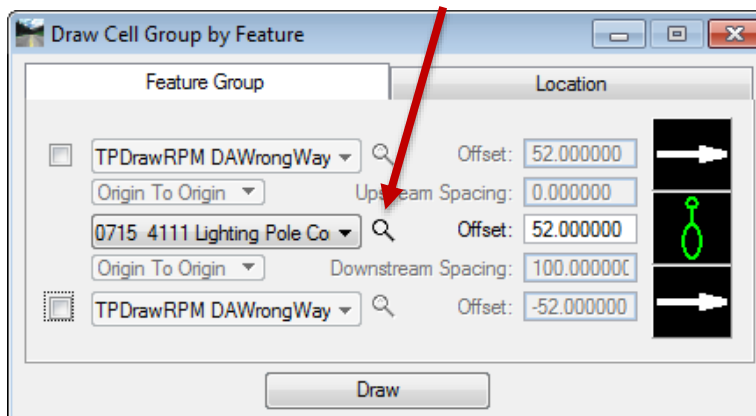 Draw Cell Group by Feature
Feature Group Location
TPDrawRPM DAWrongWay Offset: 52.000000
Origin To Origin Upstream Spacing: 0.000000
0715 4111 Lighting Pole Co Offset: 52.000000
Origin To Origin Downstream Spacing: 100.000000
TPDrawRPM DAWrongWay Offset: -52.000000
Draw